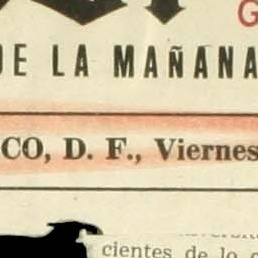 G
DE LA MAÑANA
CO, D. F., Viernes
cientes de lo